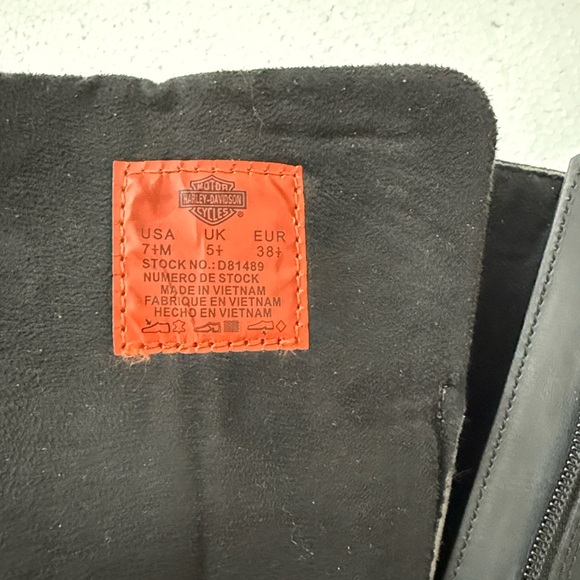 MOTOR
HARLEY-DAVIDSON
CYCLES®
USA UK EUR
7½M 5½ 38½
STOCK NO.: D81489
NUMERO DE STOCK
MADE IN VIETNAM
FABRIQUE EN VIETNAM
HECHO EN VIETNAM